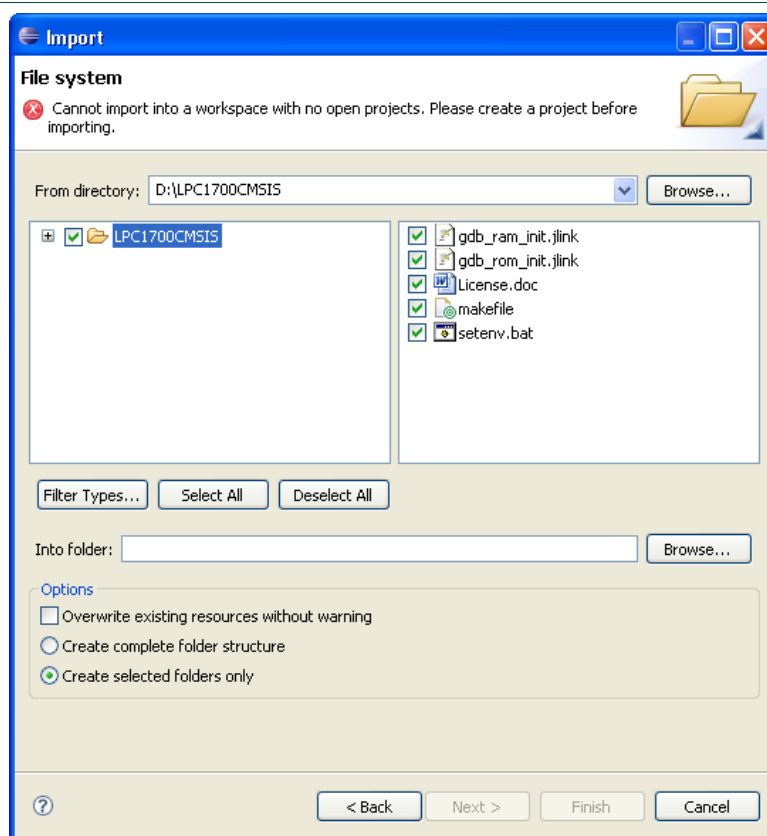 Import
File system
Cannot import into a workspace with no open projects. Please create a project before
importing.
From directory: D:\LPC1700CMSIS Browse...
LPC1700CMSIS
gdb_ram_init.jlink
gdb_rom_init.jlink
License.doc
makefile
setenv.bat
Filter Types... Select All Deselect All
Into folder: Browse...
Options
Overwrite existing resources without warning
Create complete folder structure
Create selected folders only
? < Back Next > Finish Cancel